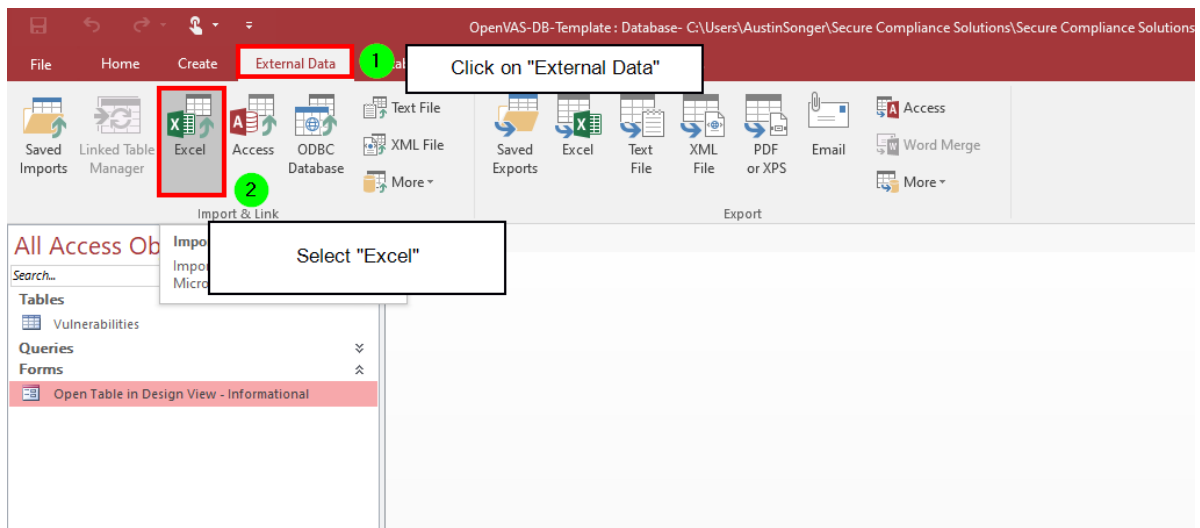 OpenVAS-DB-Template : Database- C:\Users\AustinSonger\Secure Compliance Solutions\Secure Compliance Solutions
File Home Create External Data 1
Click on "External Data"
Saved Imports
Linked Table Manager
Excel
Access
ODBC Database
Text File
XML File
More
Saved Exports
Excel
Text File
XML File
PDF or XPS
Email
Access
Word Merge
More
2
Import & Link
Export
Select "Excel"
All Access Ob
Search...
Tables
Vulnerabilities
Queries
Forms
Open Table in Design View - Informational